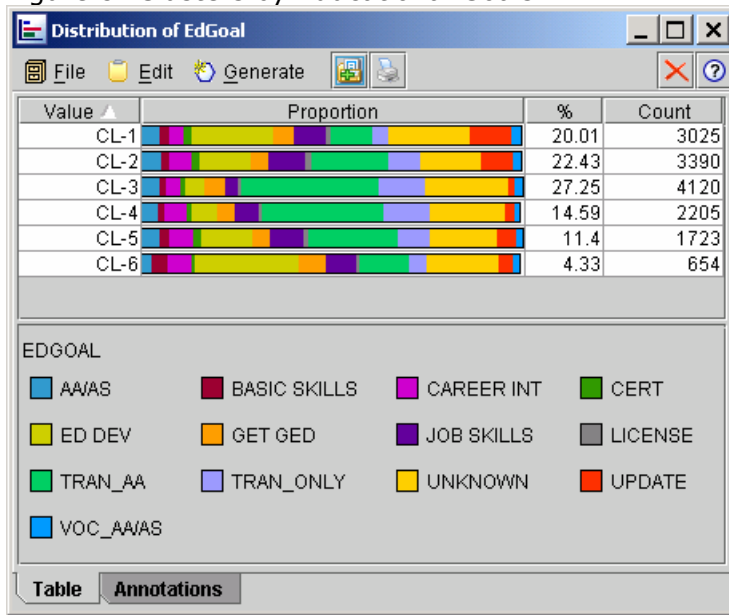 Distribution of EdGoal
File Edit Generate
Value Proportion % Count
CL-1 20.01 3025
CL-2 22.43 3390
CL-3 27.25 4120
CL-4 14.59 2205
CL-5 11.4 1723
CL-6 4.33 654
EDGOAL
AA/AS BASIC SKILLS CAREER INT CERT
ED DEV GET GED JOB SKILLS LICENSE
TRAN_AA TRAN_ONLY UNKNOWN UPDATE
VOC_AA/AS
Table Annotations